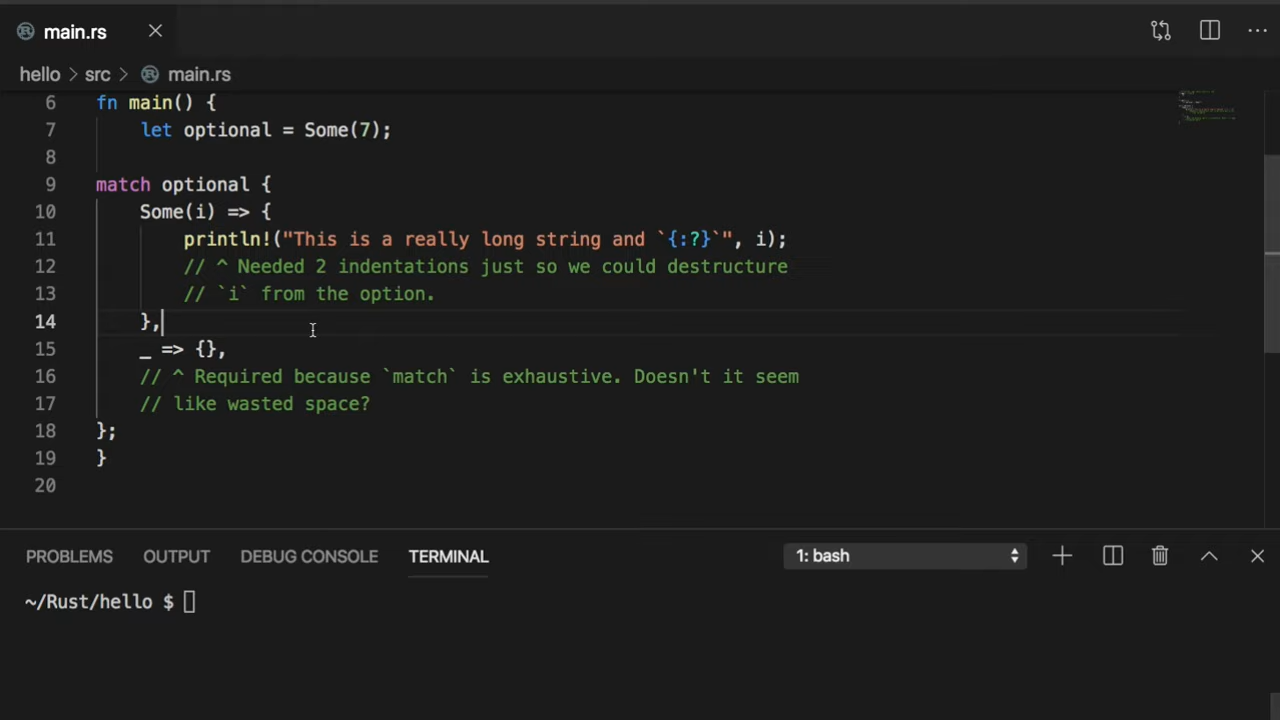 main.rs
hello > src > main.rs
6 fn main() {
7     let optional = Some(7);
8
9 match optional {
10     Some(i) => {
11         println!("This is a really long string and `{:?}`", i);
12         // ^ Needed 2 indentations just so we could destructure
13         // `i` from the option.
14     },
15     _ => {},
16     // ^ Required because `match` is exhaustive. Doesn't it seem
17     // like wasted space?
18 };
19 }
20
PROBLEMS OUTPUT DEBUG CONSOLE TERMINAL 1: bash
~/Rust/hello $